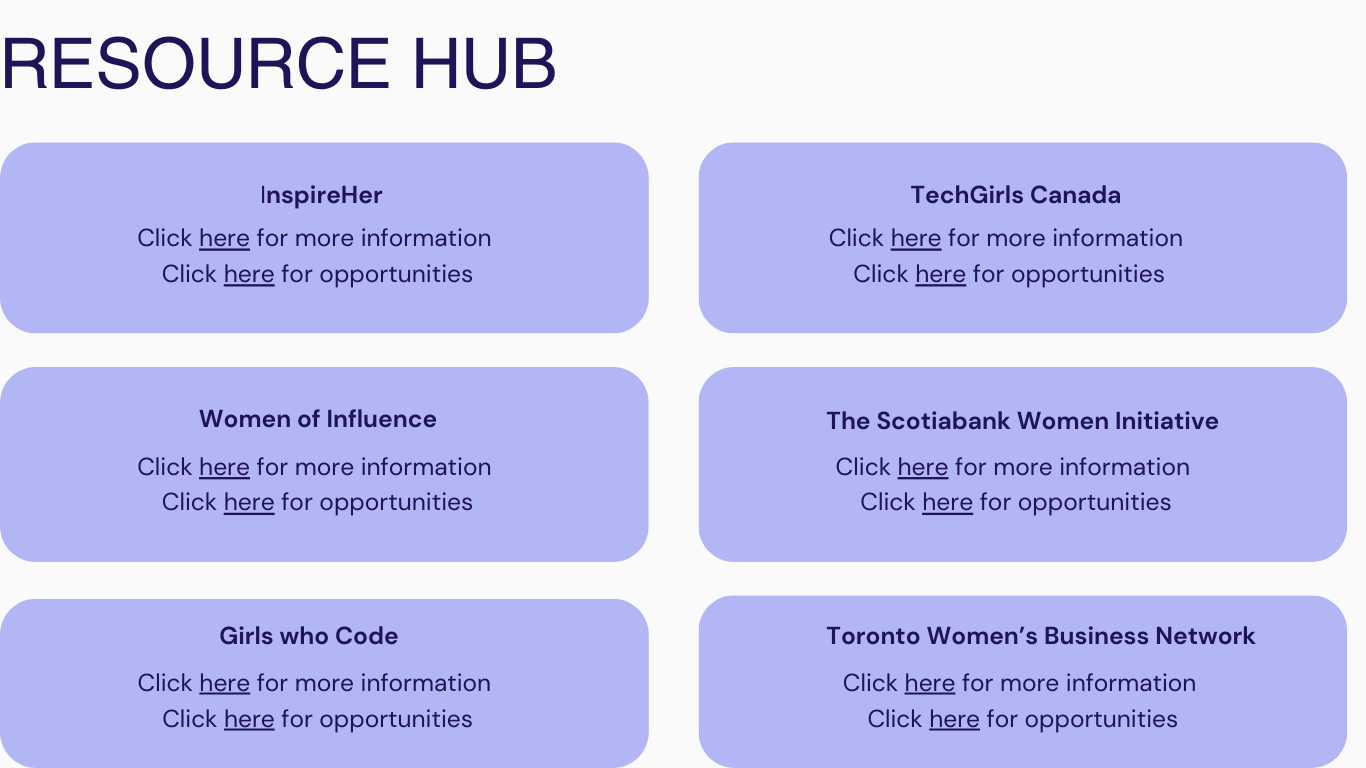 RESOURCE HUB
InspireHer
Click here for more information
Click here for opportunities
TechGirls Canada
Click here for more information
Click here for opportunities
Women of Influence
Click here for more information
Click here for opportunities
The Scotiabank Women Initiative
Click here for more information
Click here for opportunities
Girls who Code
Click here for more information
Click here for opportunities
Toronto Women’s Business Network
Click here for more information
Click here for opportunities